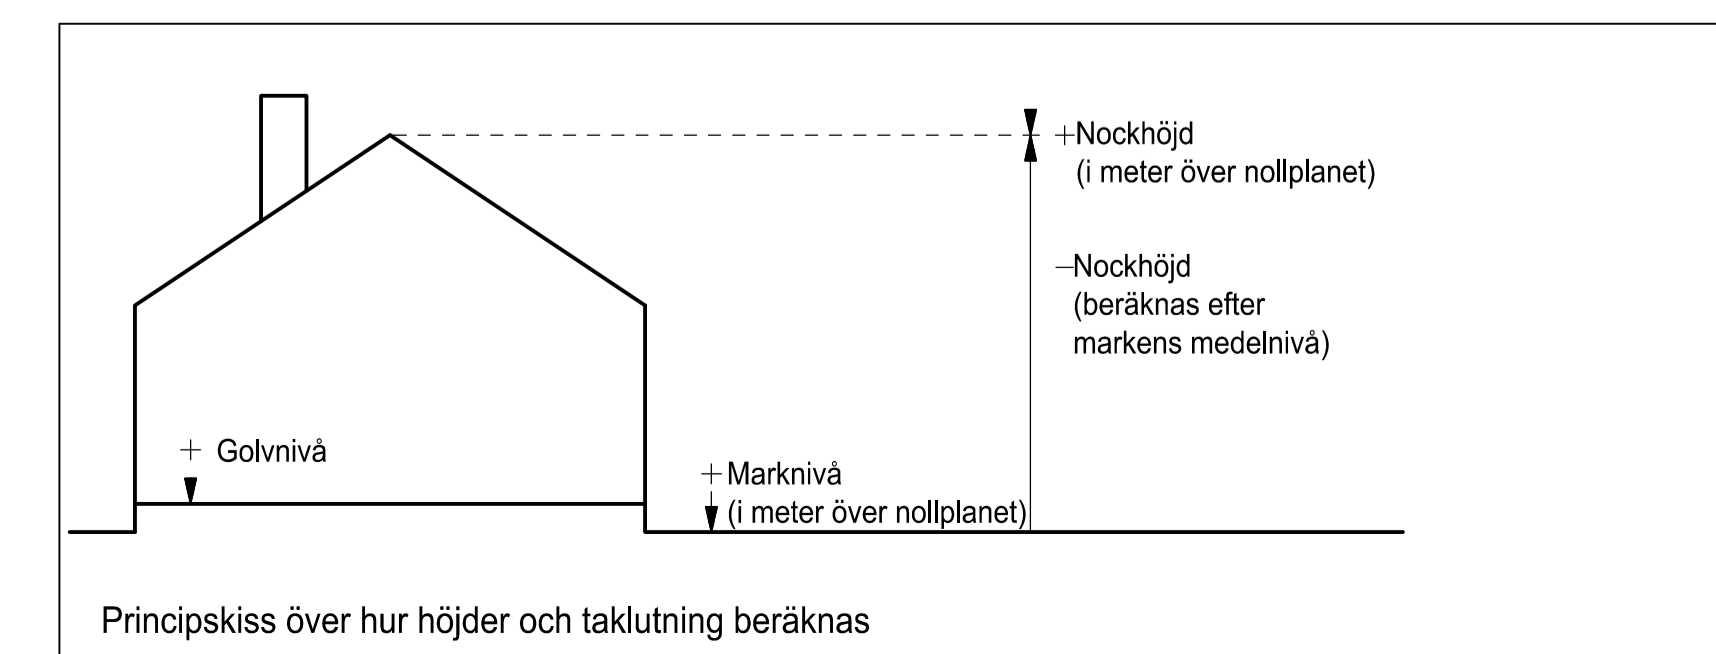 +Nockhöjd
(i meter över nollplanet)
–Nockhöjd
(beräknas efter
markens medelnivå)
+ Golvnivå
+Marknivå
(i meter över nollplanet)
Principskiss över hur höjder och taklutning beräknas